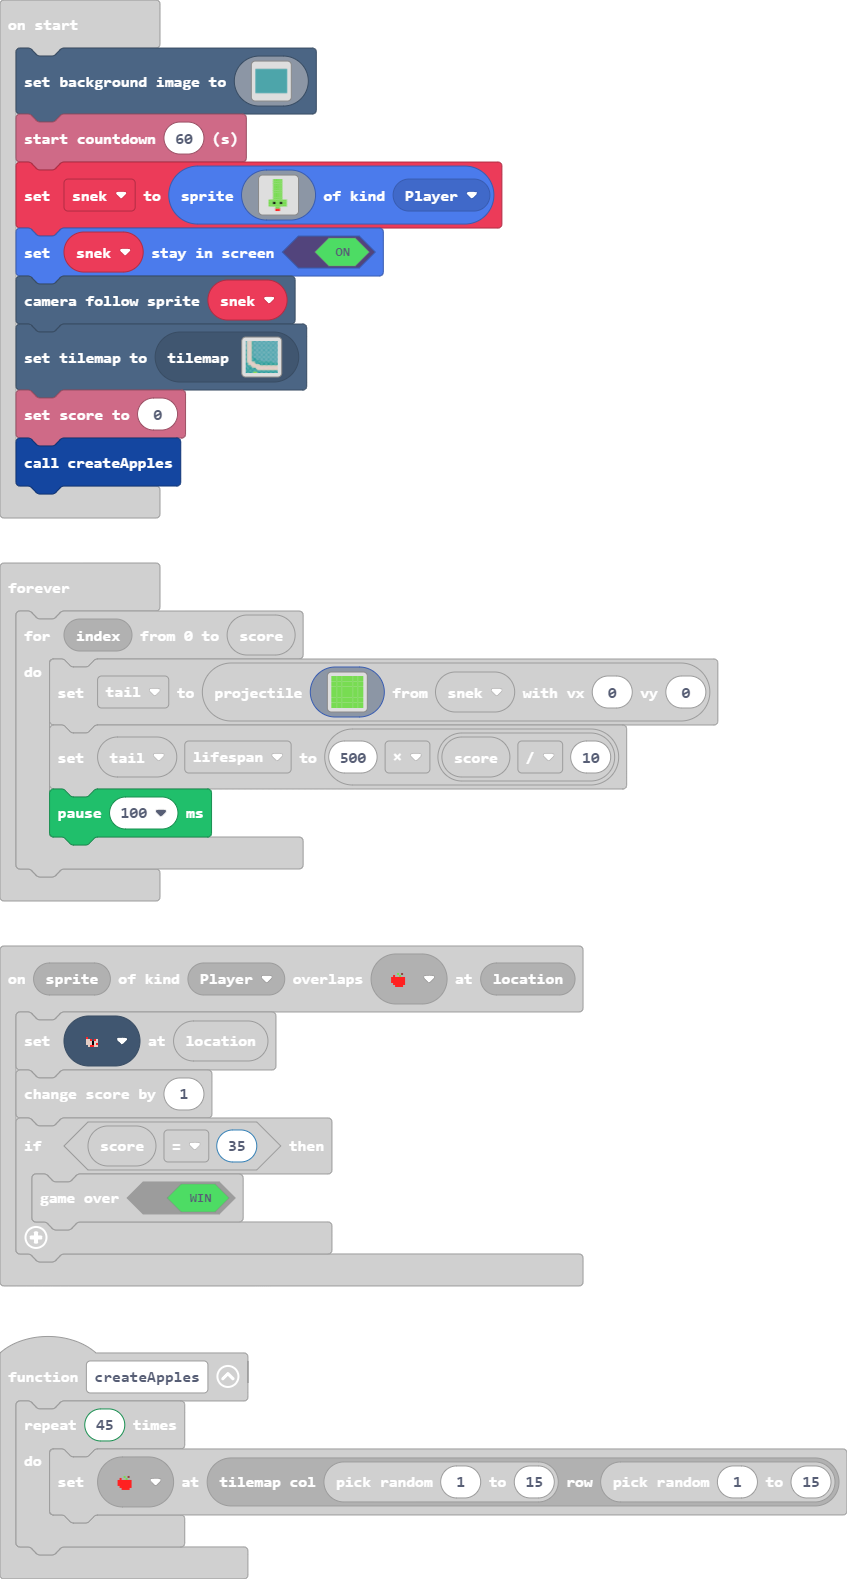 on start
set background image to
start countdown 60 (s)
set snek to sprite of kind Player
set snek stay in screen ON
camera follow sprite snek
set tilemap to tilemap
set score to 0
call createApples
forever
for index from 0 to score
do
set tail to projectile from snek with vx 0 vy 0
set tail lifespan to 500 × score / 10
pause 100 ms
on sprite of kind Player overlaps at location
set at location
change score by 1
if score = 35 then
game over WIN
function createApples
repeat 45 times
do
set at tilemap col pick random 1 to 15 row pick random 1 to 15